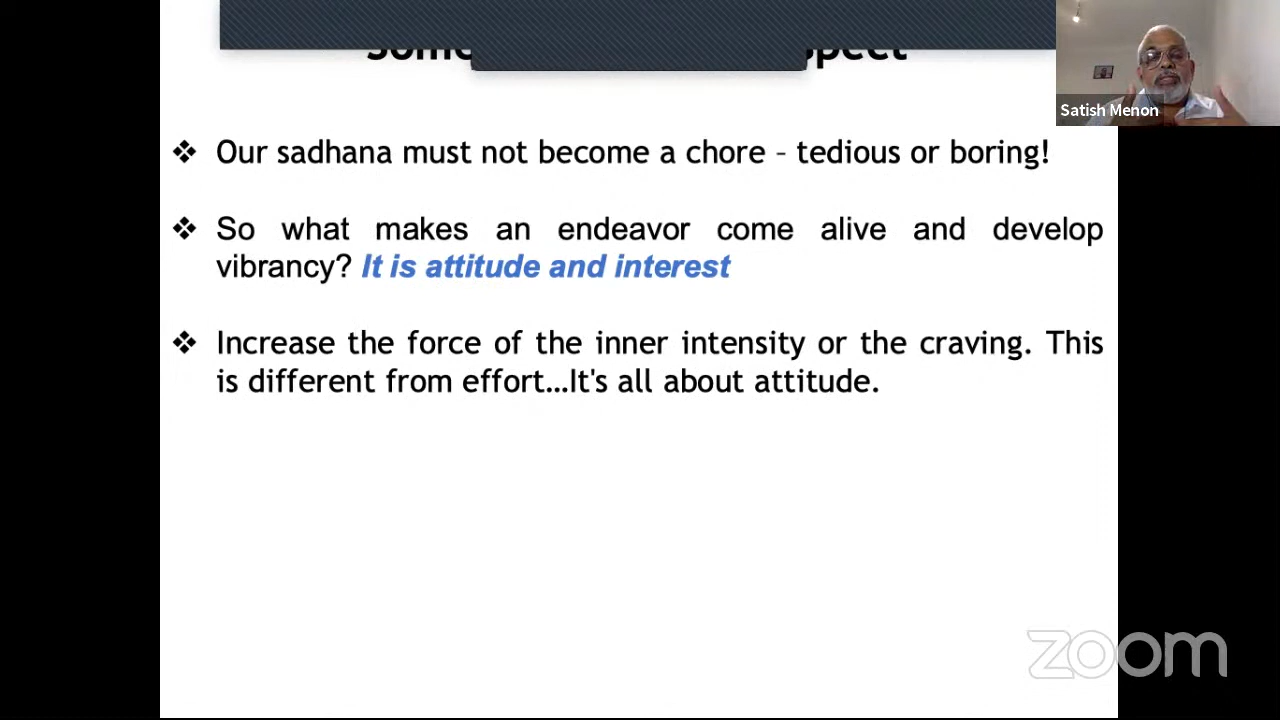 Our sadhana must not become a chore – tedious or boring!
So what makes an endeavor come alive and develop
vibrancy? It is attitude and interest
Increase the force of the inner intensity or the craving. This
is different from effort...It's all about attitude.
Satish Menon
zoom